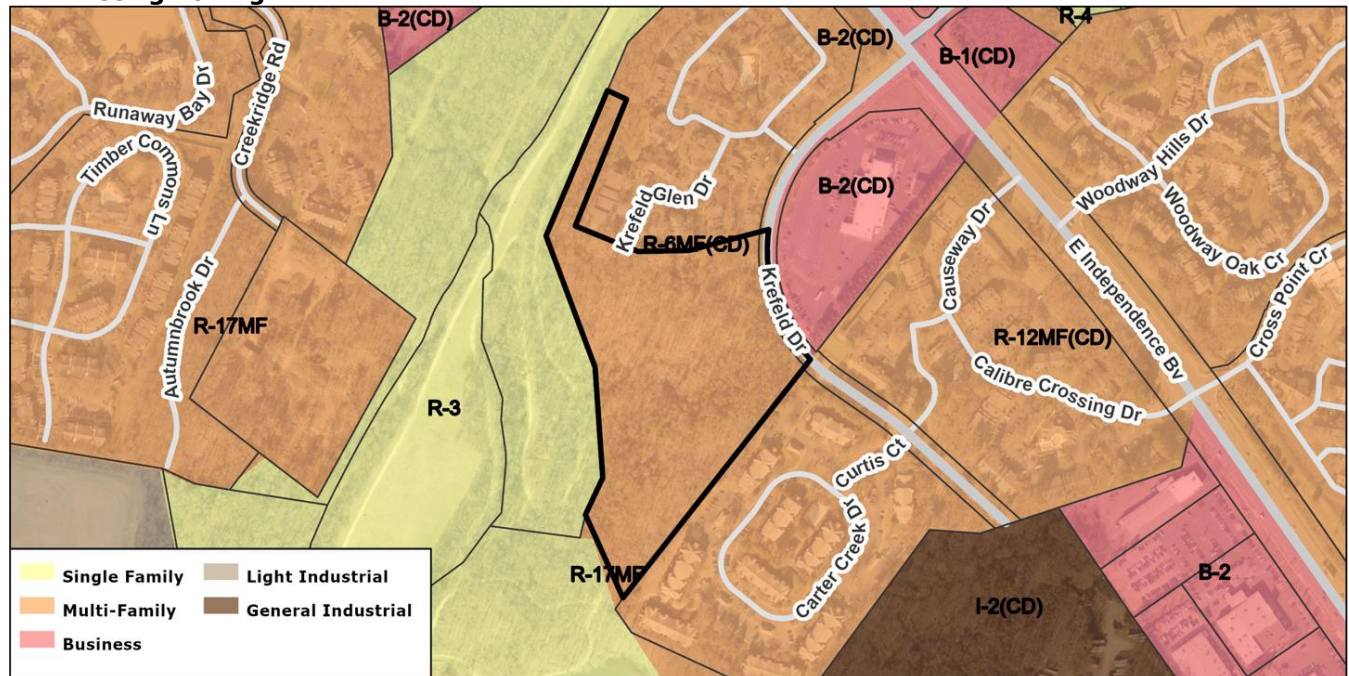 B-2(CD)
R-4
B-2(CD)
B-1(CD)
Creekridge Rd
Runaway Bay Dr
Timber Commons Ln
Woodway Hills Dr
B-2(CD)
Krefeld Glen Dr
Woodway Oak Cr
R-6MF(CD)
Causeway Dr
E Independence Bv
Cross Point Cr
Autumnbrook Dr
Krefeld Dr
R-17MF
R-12MF(CD)
Calibre Crossing Dr
R-3
Curtis Ct
Carter Creek Dr
R-17MF
B-2
I-2(CD)
Single Family
Light Industrial
Multi-Family
General Industrial
Business